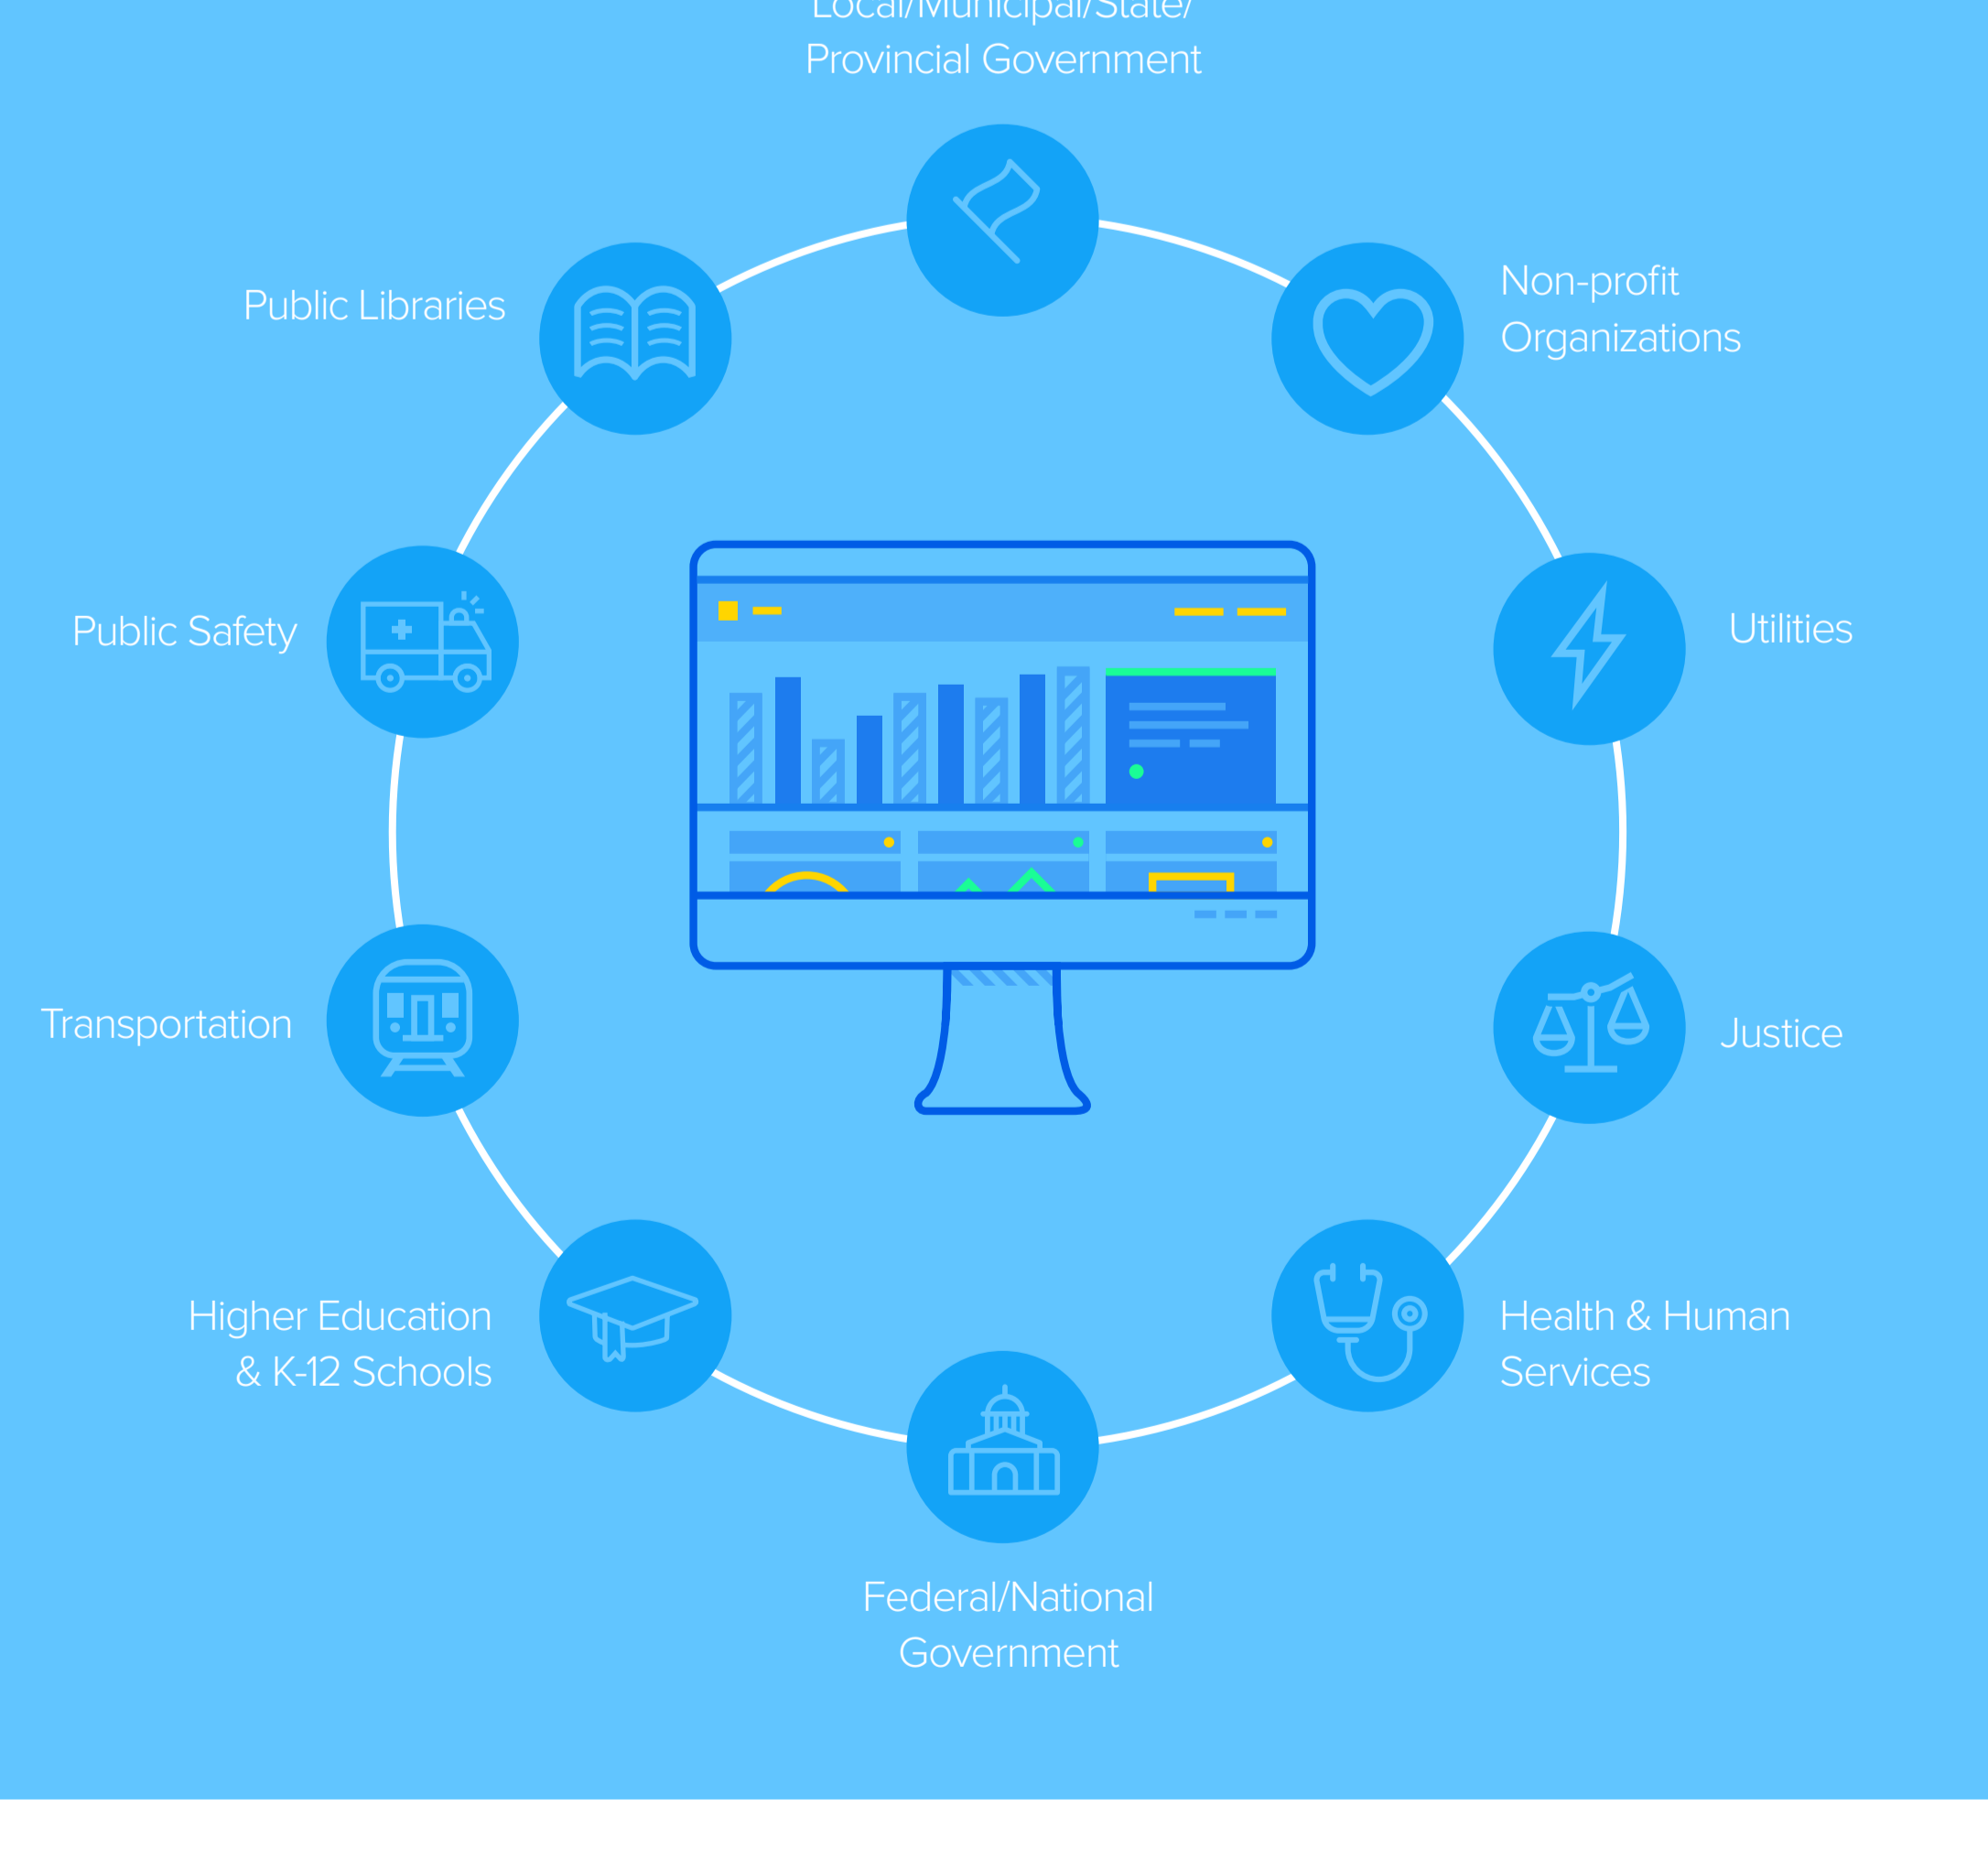 Local/Municipal/State/
Provincial Government
Public Libraries
Non-profit
Organizations
Public Safety
Utilities
Transportation
Justice
Higher Education
& K-12 Schools
Health & Human
Services
Federal/National
Government